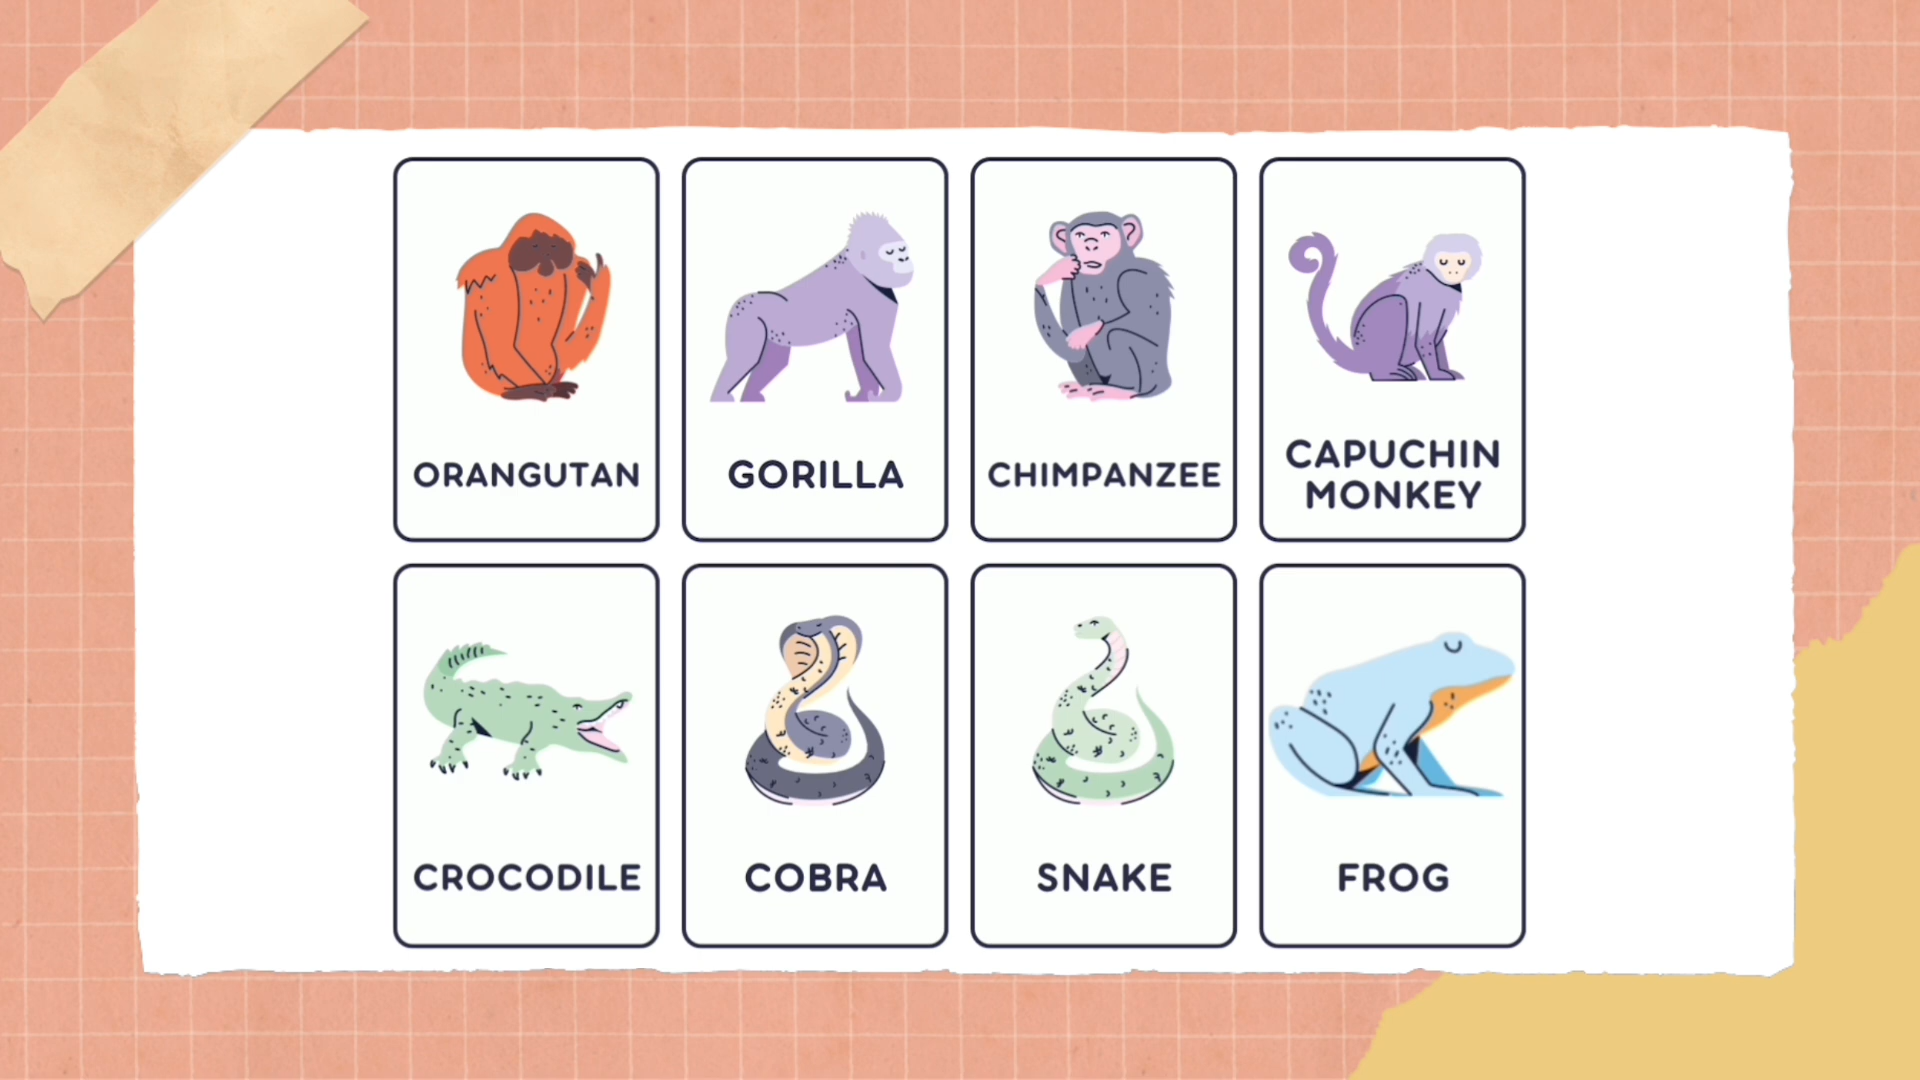 ORANGUTAN
GORILLA
CHIMPANZEE
CAPUCHIN
MONKEY
CROCODILE
COBRA
SNAKE
FROG